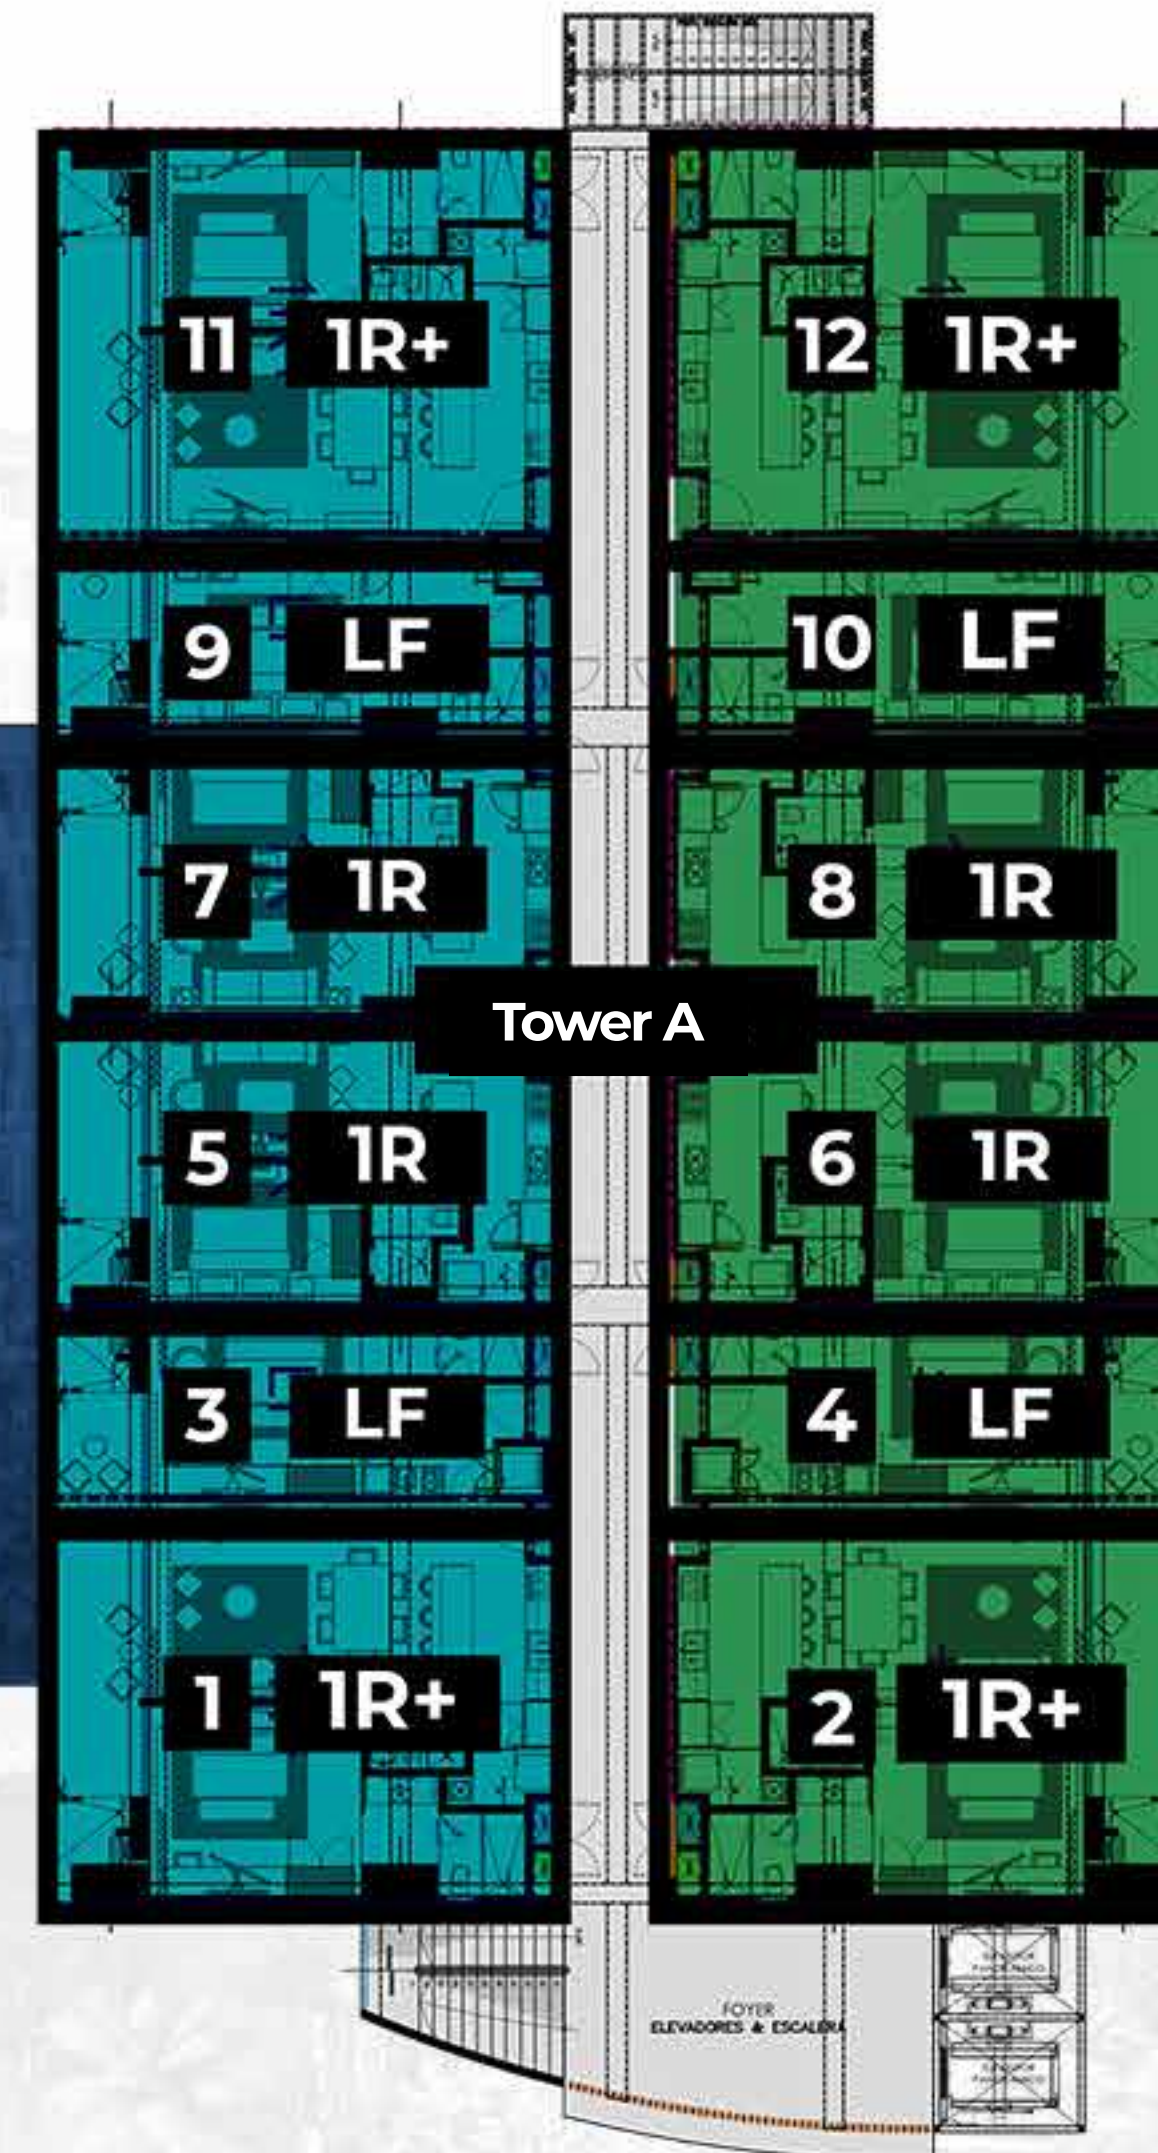 11 1R+ 12 1R+
9 LF 10 LF
7 1R 8 1R
Tower A
5 1R 6 1R
3 LF 4 LF
1 1R+ 2 1R+
FOYER
ELEVADORES & ESCALERA